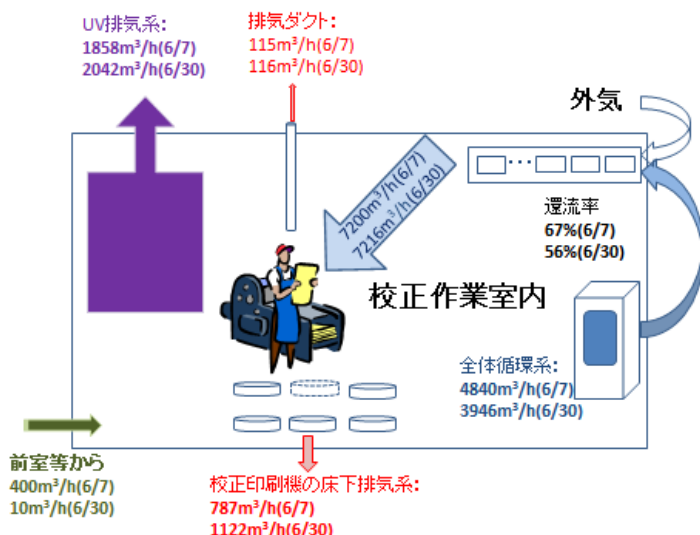 UV排気系:
1858m³/h(6/7)
2042m³/h(6/30)
排気ダクト:
115m³/h(6/7)
116m³/h(6/30)
外気
7200m³/h(6/7)
7216m³/h(6/30)
還流率
67%(6/7)
56%(6/30)
校正作業室内
全体循環系:
4840m³/h(6/7)
3946m³/h(6/30)
前室等から
400m³/h(6/7)
10m³/h(6/30)
校正印刷機の床下排気系:
787m³/h(6/7)
1122m³/h(6/30)